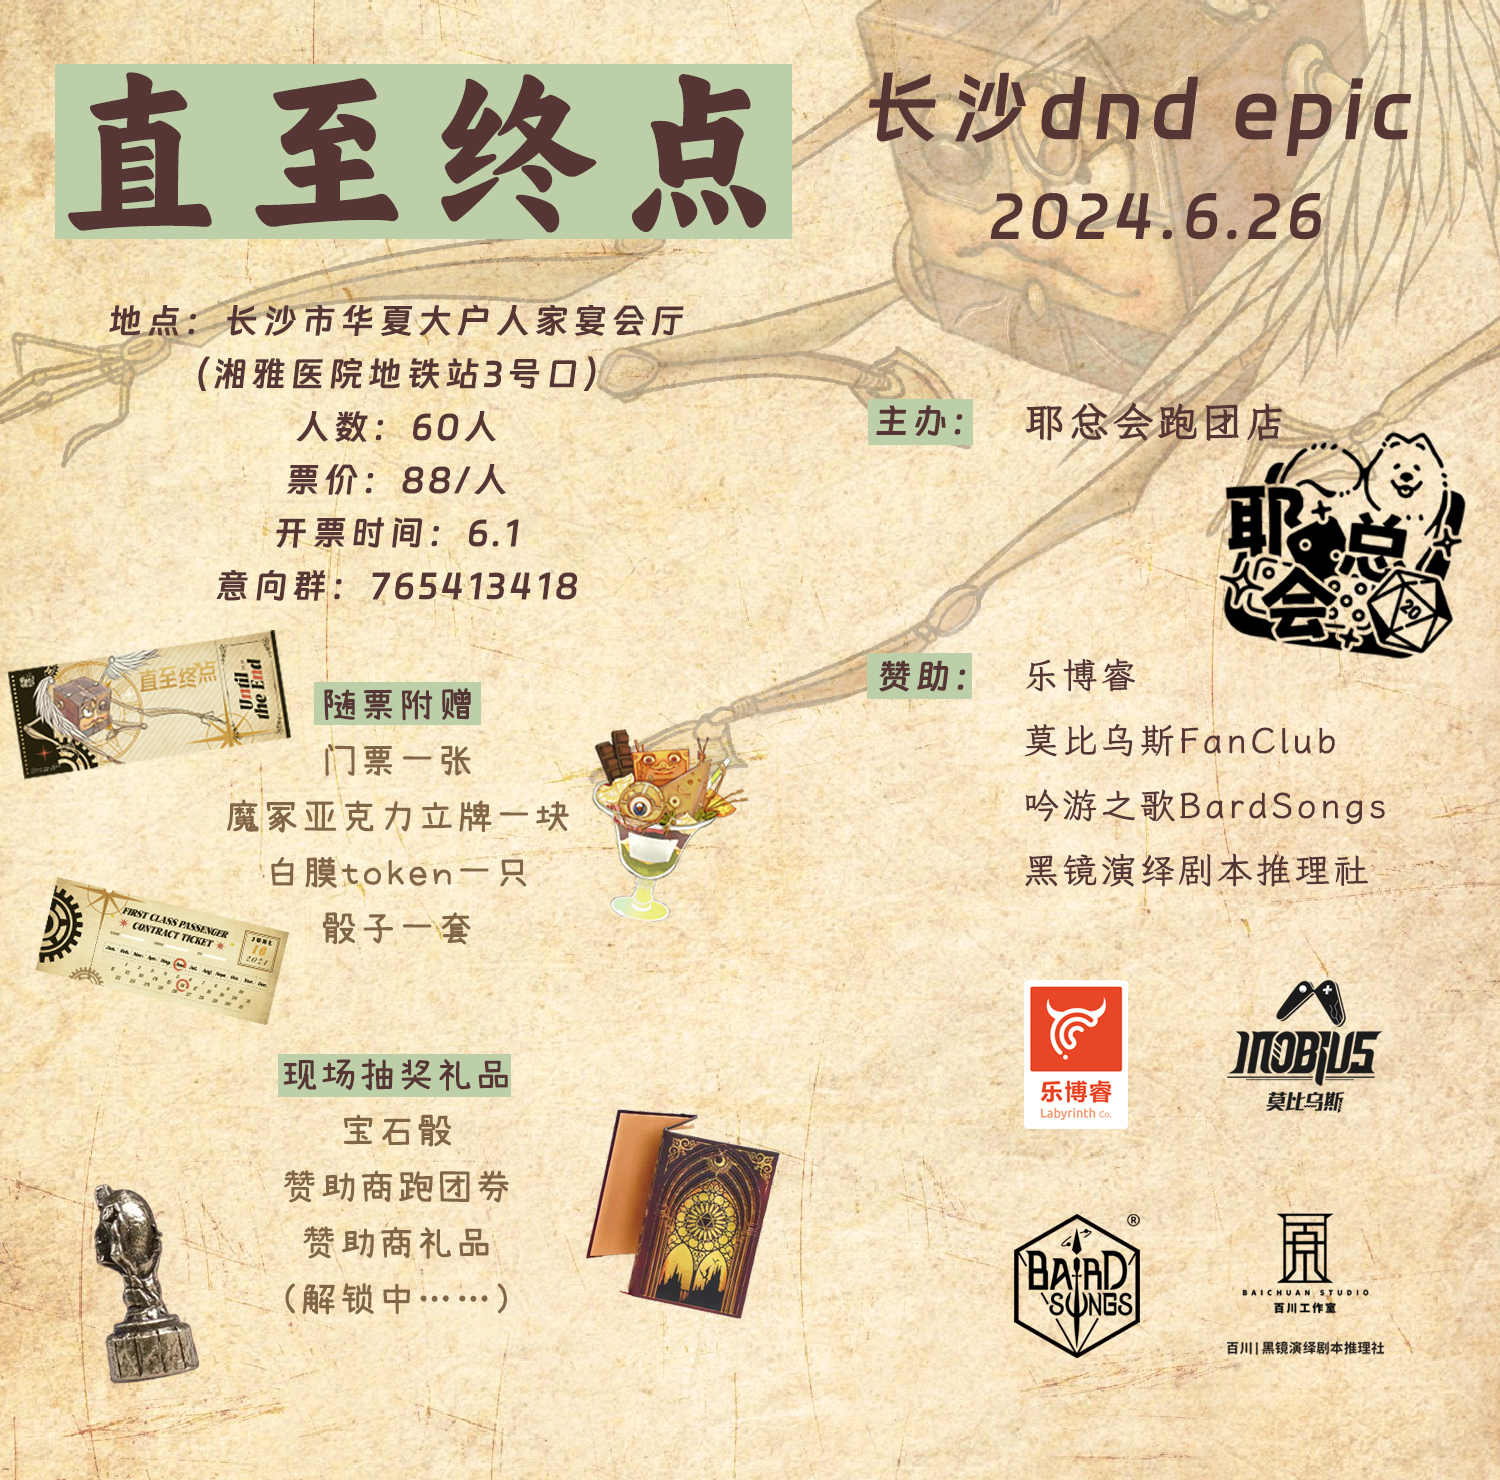 直至终点
长沙dnd epic
2024.6.26
地点：长沙市华夏大户人家宴会厅
(湘雅医院地铁站3号口)
人数：60人
票价：88/人
开票时间：6.1
意向群：765413418
主办：
耶总会跑团店
耶总会
20
直至终点
Until
the End
随票附赠
门票一张
魔冢亚克力立牌一块
白膜token一只
骰子一套
FIRST CLASS PASSENGER
CONTRACT TICKET
2024
赞助：
乐博睿
莫比乌斯FanClub
吟游之歌BardSongs
黑镜演绎剧本推理社
现场抽奖礼品
宝石骰
赞助商跑团券
赞助商礼品
(解锁中……)
乐博睿
Labyrinth Co.
MOBIUS
莫比乌斯
BARD
SONGS
®
百川
BAICHUAN STUDIO
百川工作室
百川|黑镜演绎剧本推理社